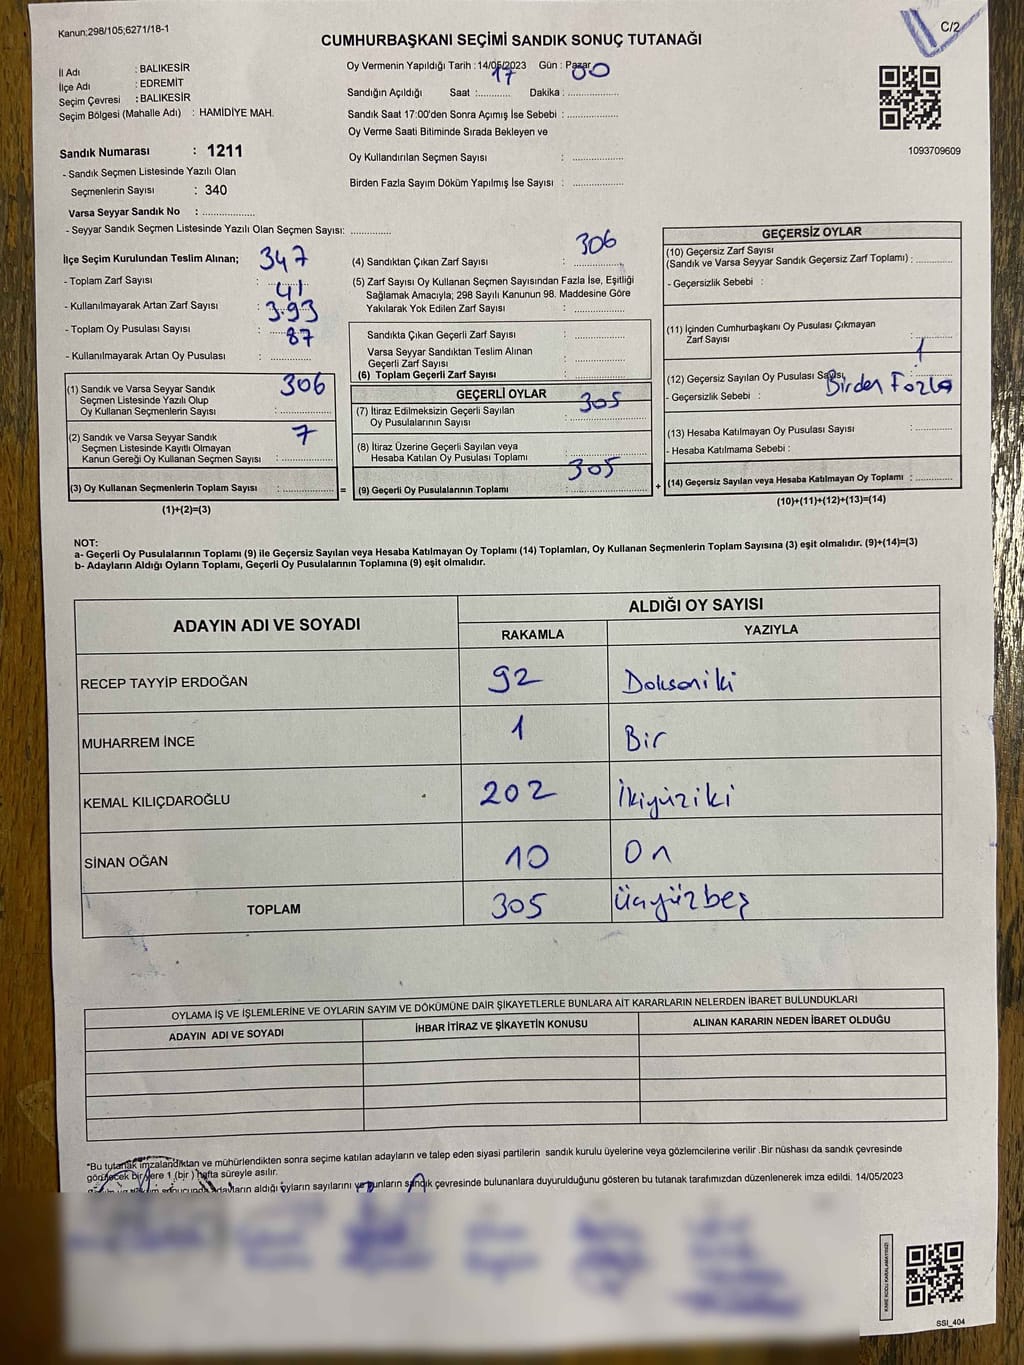 Kanun;298/105;6271/18-1
C/2
CUMHURBAŞKANI SEÇİMİ SANDIK SONUÇ TUTANAĞI
İl Adı : BALIKESİR
İlçe Adı : EDREMİT
Seçim Çevresi : BALIKESİR
Seçim Bölgesi (Mahalle Adı) : HAMİDİYE MAH.
Sandık Numarası : 1211
- Sandık Seçmen Listesinde Yazılı Olan
Seçmenlerin Sayısı : 340
Varsa Seyyar Sandık No : ..................
- Seyyar Sandık Seçmen Listesinde Yazılı Olan Seçmen Sayısı: ..............
Oy Vermenin Yapıldığı Tarih : 14/05/2023 Gün : Pazar
Sandığın Açıldığı Saat : 17 Dakika : 00
Sandık Saat 17:00'den Sonra Açımış İse Sebebi : ..................
Oy Verme Saati Bitiminde Sırada Bekleyen ve
Oy Kullandırılan Seçmen Sayısı : ..................
Birden Fazla Sayım Döküm Yapılmış İse Sayısı : ..................
1093709609
İlçe Seçim Kurulundan Teslim Alınan;
- Toplam Zarf Sayısı : 347
- Kullanılmayarak Artan Zarf Sayısı : 41
- Toplam Oy Pusulası Sayısı : 393
- Kullanılmayarak Artan Oy Pusulası : 87
(1) Sandık ve Varsa Seyyar Sandık
Seçmen Listesinde Yazılı Olup
Oy Kullanan Seçmenlerin Sayısı : 306
(2) Sandık ve Varsa Seyyar Sandık
Seçmen Listesinde Kayıtlı Olmayan
Kanun Gereği Oy Kullanan Seçmen Sayısı : 7
(3) Oy Kullanan Seçmenlerin Toplam Sayısı : ..................
(1)+(2)=(3)
=
(4) Sandıktan Çıkan Zarf Sayısı : 306
(5) Zarf Sayısı Oy Kullanan Seçmen Sayısından Fazla İse, Eşitliği
Sağlamak Amacıyla; 298 Sayılı Kanunun 98. Maddesine Göre
Yakılarak Yok Edilen Zarf Sayısı : ..................
Sandıkta Çıkan Geçerli Zarf Sayısı : ..................
Varsa Seyyar Sandıktan Teslim Alınan
Geçerli Zarf Sayısı : ..................
(6) Toplam Geçerli Zarf Sayısı : ..................
GEÇERLİ OYLAR
(7) İtiraz Edilmeksizin Geçerli Sayılan
Oy Pusulalarının Sayısı : 305
(8) İtiraz Üzerine Geçerli Sayılan veya
Hesaba Katılan Oy Pusulası Toplamı : ..................
(9) Geçerli Oy Pusulalarının Toplamı : 305
+
GEÇERSİZ OYLAR
(10) Geçersiz Zarf Sayısı
(Sandık ve Varsa Seyyar Sandık Geçersiz Zarf Toplamı) : .............
- Geçersizlik Sebebi :
(11) İçinden Cumhurbaşkanı Oy Pusulası Çıkmayan
Zarf Sayısı : .............
(12) Geçersiz Sayılan Oy Pusulası Sayısı 1
- Geçersizlik Sebebi : Birden Fazla
(13) Hesaba Katılmayan Oy Pusulası Sayısı : .............
- Hesaba Katılmama Sebebi :
(14) Geçersiz Sayılan veya Hesaba Katılmayan Oy Toplamı : .............
(10)+(11)+(12)+(13)=(14)
NOT:
a- Geçerli Oy Pusulalarının Toplamı (9) ile Geçersiz Sayılan veya Hesaba Katılmayan Oy Toplamı (14) Toplamları, Oy Kullanan Seçmenlerin Toplam Sayısına (3) eşit olmalıdır. (9)+(14)=(3)
b- Adayların Aldığı Oyların Toplamı, Geçerli Oy Pusulalarının Toplamına (9) eşit olmalıdır.
ADAYIN ADI VE SOYADI
ALDIĞI OY SAYISI
RAKAMLA YAZIYLA
RECEP TAYYİP ERDOĞAN 92 Doksaniki
MUHARREM İNCE 1 Bir
KEMAL KILIÇDAROĞLU 202 İkiyüziki
SİNAN OĞAN 10 On
TOPLAM 305 Üçyüzbeş
OYLAMA İŞ VE İŞLEMLERİNE VE OYLARIN SAYIM VE DÖKÜMÜNE DAİR ŞİKAYETLERLE BUNLARA AİT KARARLARIN NELERDEN İBARET BULUNDUKLARI
ADAYIN ADI VE SOYADI İHBAR İTİRAZ VE ŞİKAYETİN KONUSU ALINAN KARARIN NEDEN İBARET OLDUĞU
*Bu tutanak imzalandıktan ve mühürlendikten sonra seçime katılan adayların ve talep eden siyasi partilerin sandık kurulu üyelerine veya gözlemcilerine verilir .Bir nüshası da sandık çevresinde
görülecek bir yere 1 (bir ) hafta süreyle asılır.
adayların aldığı oyların sayılarını ve bunların sandık çevresinde bulunanlara duyurulduğunu gösteren bu tutanak tarafımızdan düzenlenerek imza edildi. 14/05/2023
KARE KODU KARALAMAYINIZ!
SSI_404